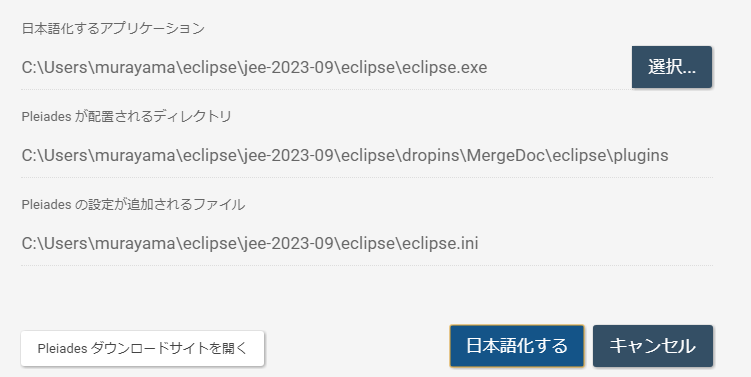 日本語化するアプリケーション
C:\Users\murayama\eclipse\jee-2023-09\eclipse\eclipse.exe
選択...
Pleiades が配置されるディレクトリ
C:\Users\murayama\eclipse\jee-2023-09\eclipse\dropins\MergeDoc\eclipse\plugins
Pleiades の設定が追加されるファイル
C:\Users\murayama\eclipse\jee-2023-09\eclipse\eclipse.ini
Pleiades ダウンロードサイトを開く
日本語化する
キャンセル